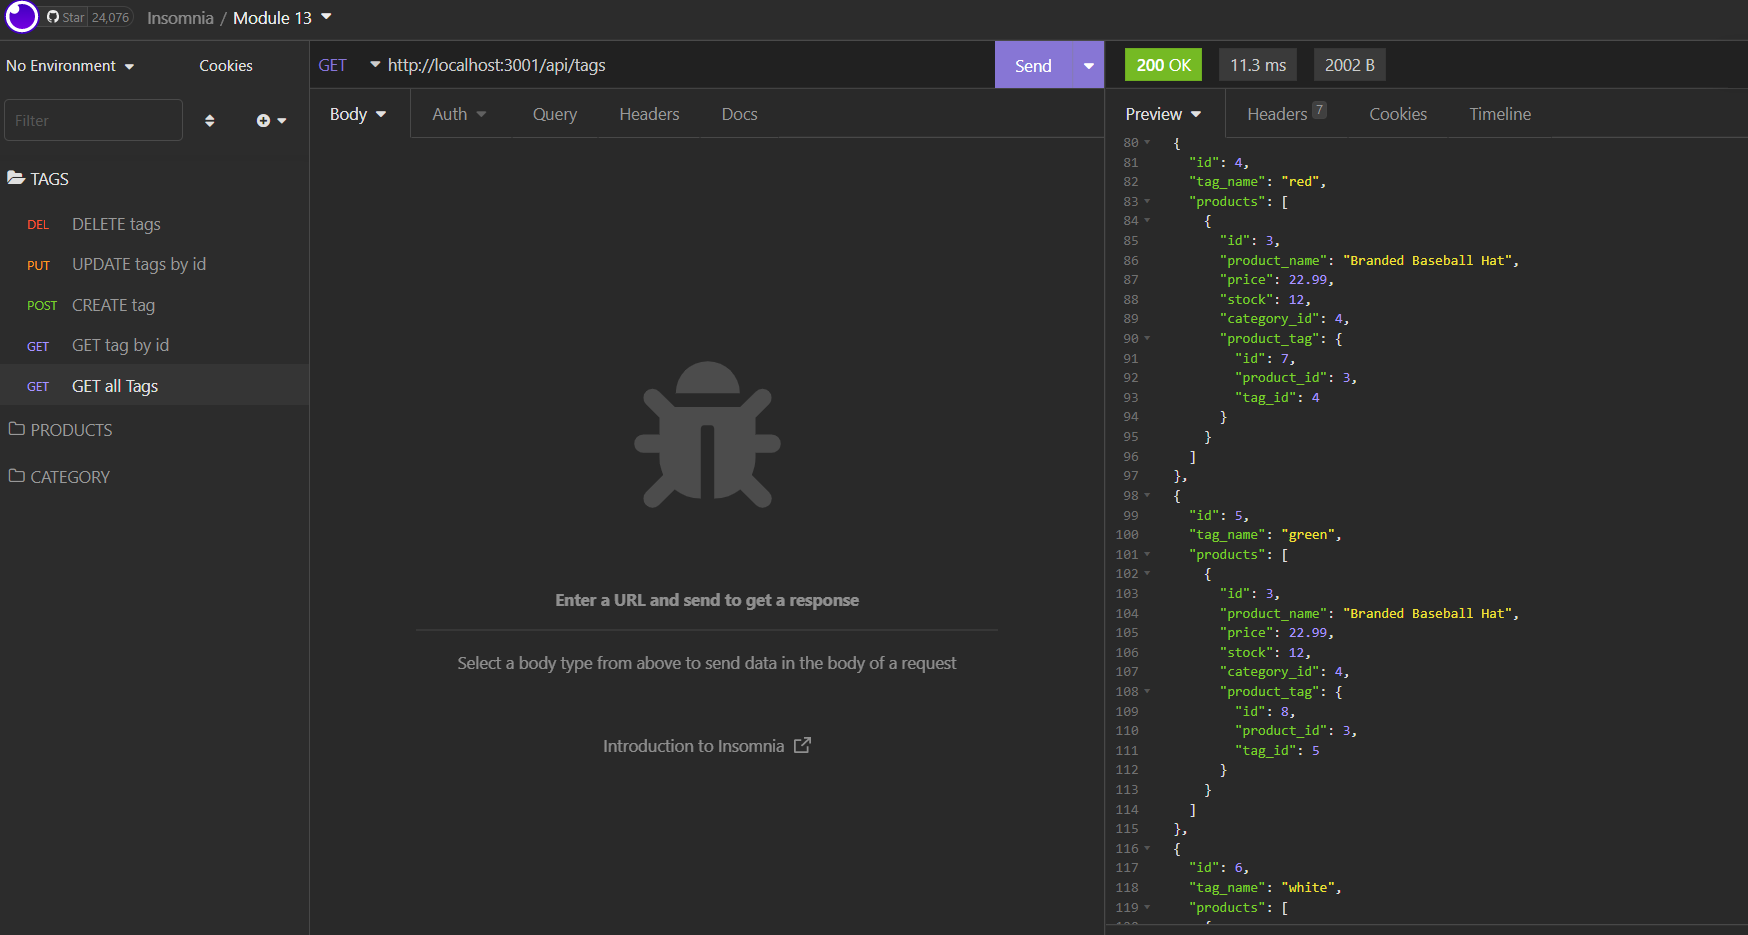 Star 24,076 Insomnia / Module 13
No Environment Cookies
Filter
TAGS
DEL DELETE tags
PUT UPDATE tags by id
POST CREATE tag
GET GET tag by id
GET GET all Tags
PRODUCTS
CATEGORY
GET http://localhost:3001/api/tags Send
Body Auth Query Headers Docs
Enter a URL and send to get a response
Select a body type from above to send data in the body of a request
Introduction to Insomnia
200 OK 11.3 ms 2002 B
Preview Headers 7 Cookies Timeline
80 {
81 "id": 4,
82 "tag_name": "red",
83 "products": [
84 {
85 "id": 3,
86 "product_name": "Branded Baseball Hat",
87 "price": 22.99,
88 "stock": 12,
89 "category_id": 4,
90 "product_tag": {
91 "id": 7,
92 "product_id": 3,
93 "tag_id": 4
94 }
95 }
96 ]
97 },
98 {
99 "id": 5,
100 "tag_name": "green",
101 "products": [
102 {
103 "id": 3,
104 "product_name": "Branded Baseball Hat",
105 "price": 22.99,
106 "stock": 12,
107 "category_id": 4,
108 "product_tag": {
109 "id": 8,
110 "product_id": 3,
111 "tag_id": 5
112 }
113 }
114 ]
115 },
116 {
117 "id": 6,
118 "tag_name": "white",
119 "products": [